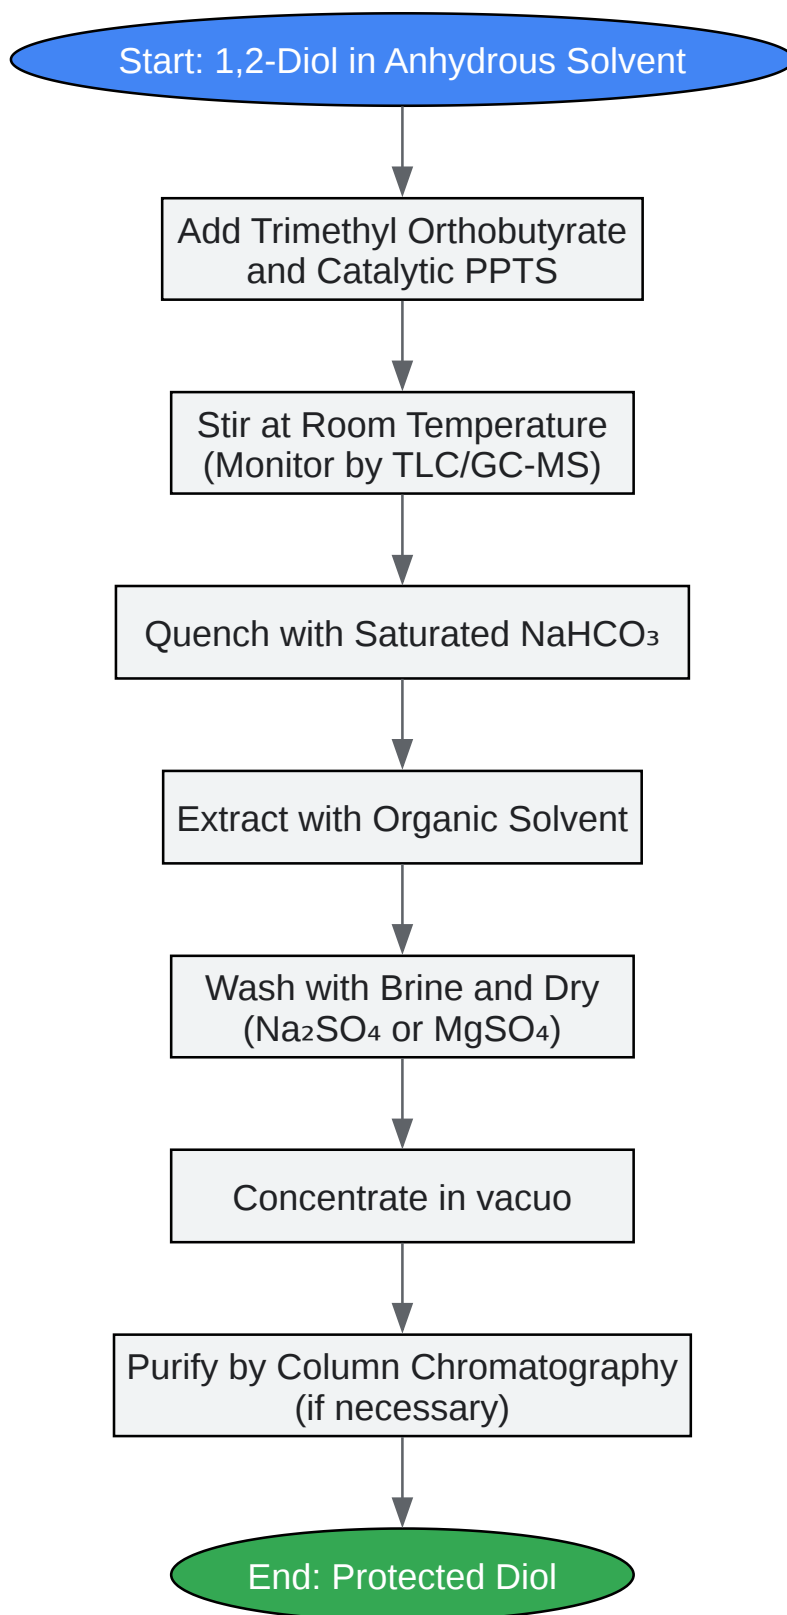 Start: 1,2-Diol in Anhydrous Solvent
Add Trimethyl Orthobutyrate
and Catalytic PPTS
Stir at Room Temperature
(Monitor by TLC/GC-MS)
Quench with Saturated NaHCO₃
Extract with Organic Solvent
Wash with Brine and Dry
(Na₂SO₄ or MgSO₄)
Concentrate in vacuo
Purify by Column Chromatography
(if necessary)
End: Protected Diol